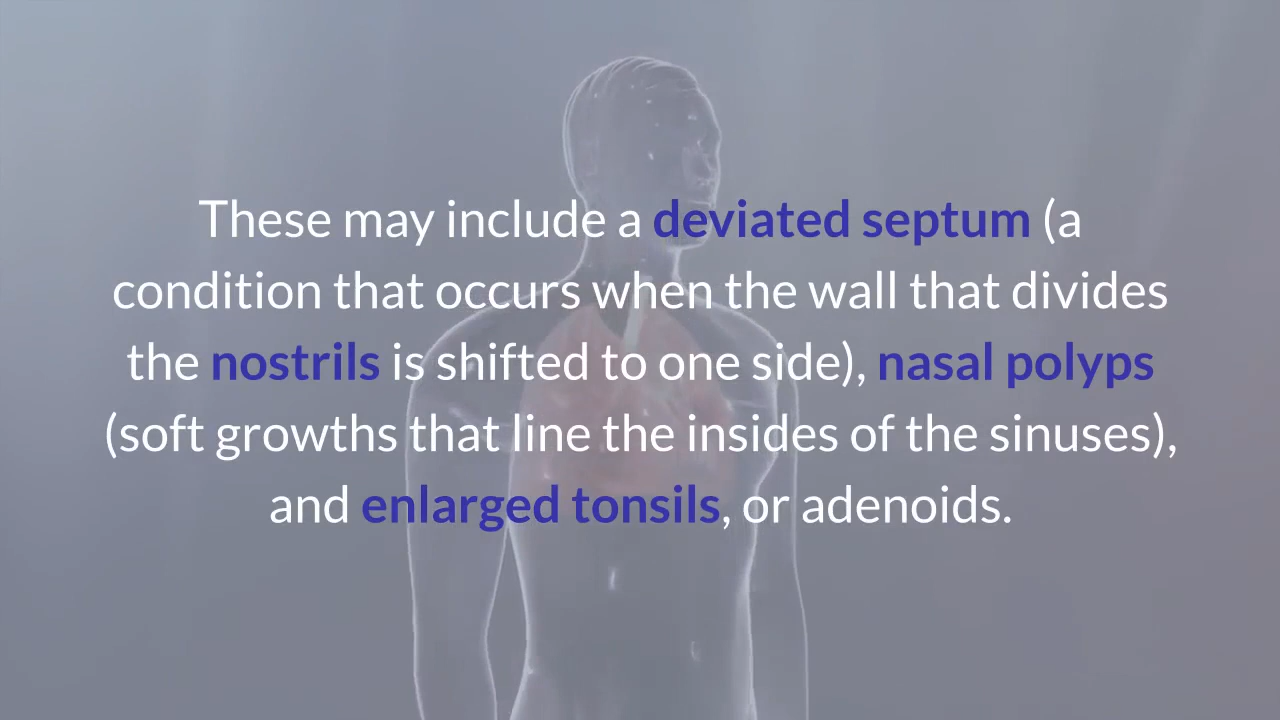 These may include a deviated septum (a
condition that occurs when the wall that divides
the nostrils is shifted to one side), nasal polyps
(soft growths that line the insides of the sinuses),
and enlarged tonsils, or adenoids.